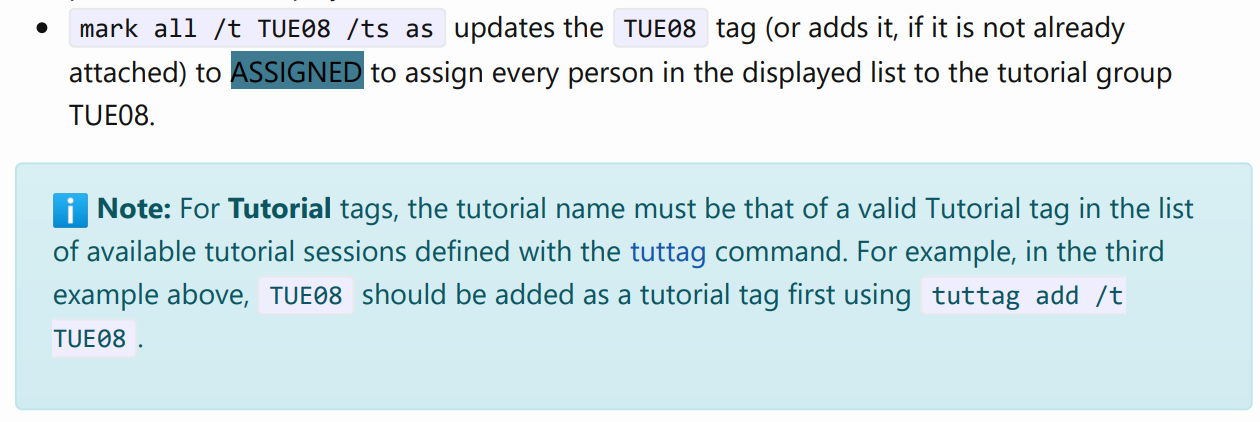 mark all /t TUE08 /ts as updates the TUE08 tag (or adds it, if it is not already
attached) to ASSIGNED to assign every person in the displayed list to the tutorial group
TUE08.
Note: For Tutorial tags, the tutorial name must be that of a valid Tutorial tag in the list
of available tutorial sessions defined with the tuttag command. For example, in the third
example above, TUE08 should be added as a tutorial tag first using tuttag add /t
TUE08 .